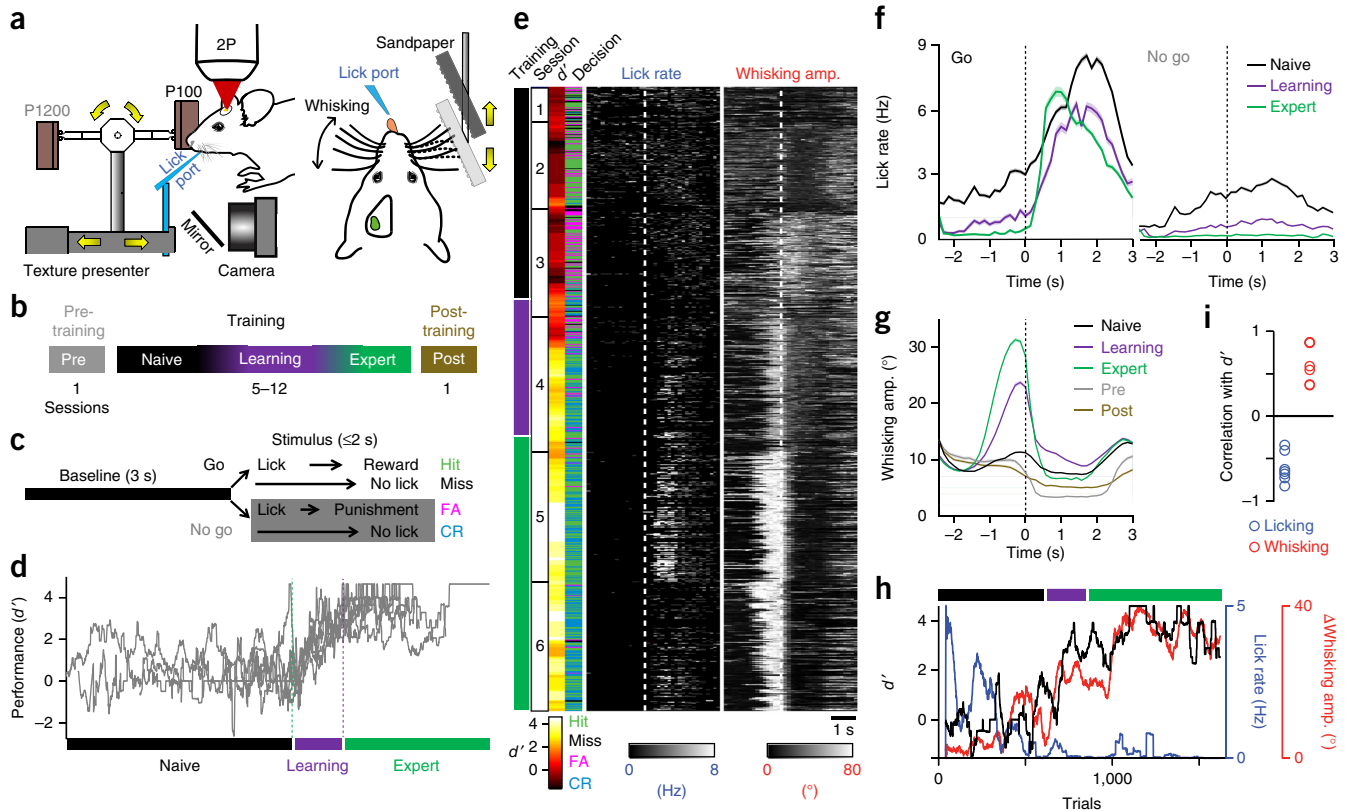 a
2P
P1200
P100
Lick port
Mirror
Texture presenter
Camera
Sandpaper
Lick port
Whisking
b
Pre-training
Training
Post-training
Pre
Naive
Learning
Expert
Post
1
5–12
1
Sessions
c
Stimulus (≤2 s)
Baseline (3 s)
Go
Lick
Reward
Hit
No lick
Miss
No go
Lick
Punishment
FA
No lick
CR
d
Performance (d′)
4
2
0
−2
Naive
Learning
Expert
e
Training
Session
d′
Decision
Lick rate
Whisking amp.
1
2
3
4
5
6
4
2
0
d′
Hit
Miss
FA
CR
0
8
(Hz)
0
80
(°)
1 s
f
Go
No go
Naive
Learning
Expert
Lick rate (Hz)
9
6
3
0
−2 −1 0 1 2 3
Time (s)
−2 −1 0 1 2 3
Time (s)
g
Whisking amp. (°)
30
20
10
0
Naive
Learning
Expert
Pre
Post
−2 −1 0 1 2 3
Time (s)
i
Correlation with d′
1
0
−1
Licking
Whisking
h
d′
4
2
0
5
0
Lick rate (Hz)
40
0
ΔWhisking amp. (°)
0
1,000
Trials